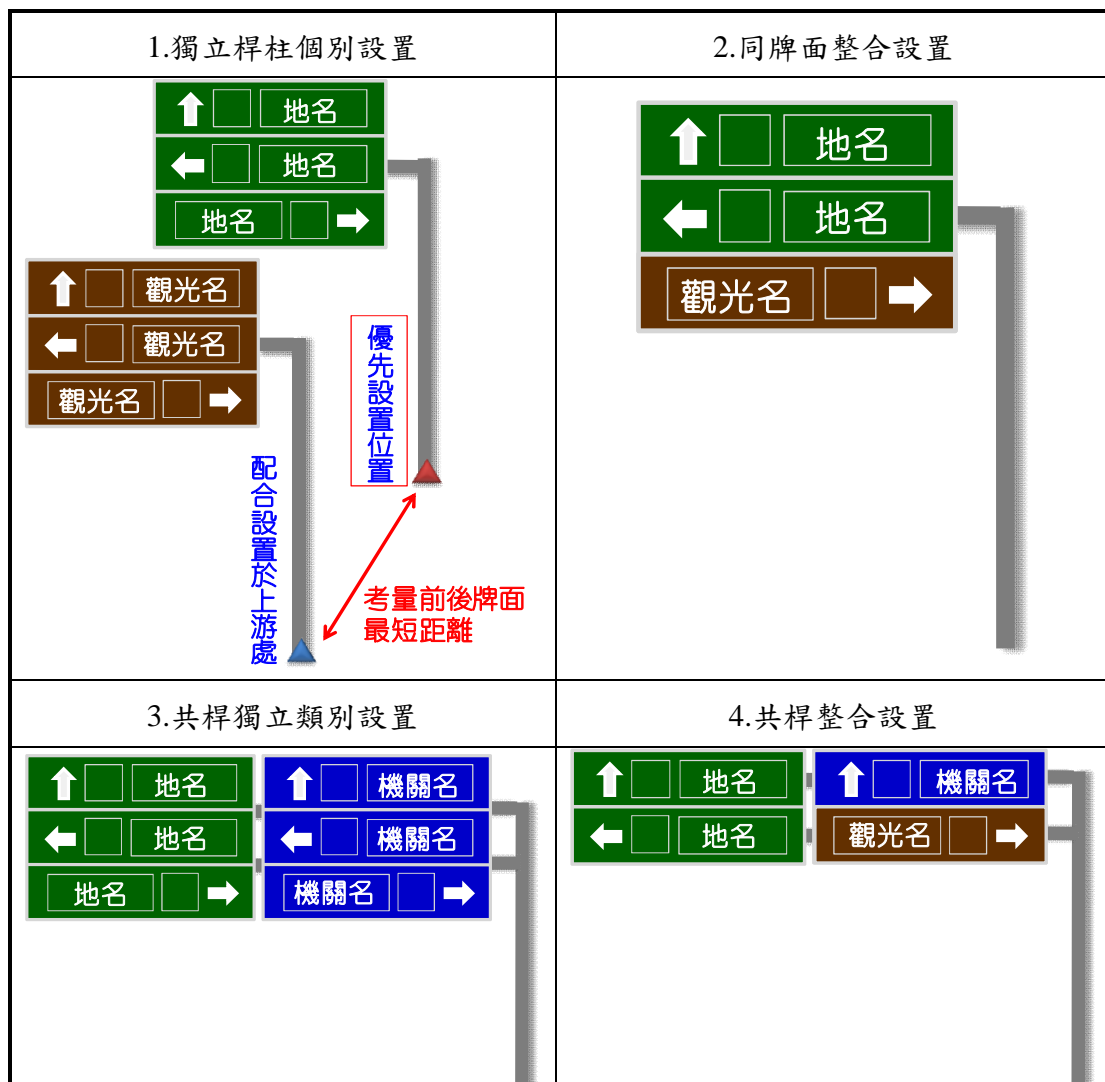 1.獨立桿柱個別設置
地名
地名
地名
觀光名
觀光名
觀光名
優先設置位置
配合設置於上游處
考量前後牌面
最短距離
2.同牌面整合設置
地名
地名
觀光名
3.共桿獨立類別設置
地名
地名
地名
機關名
機關名
機關名
4.共桿整合設置
地名
地名
機關名
觀光名